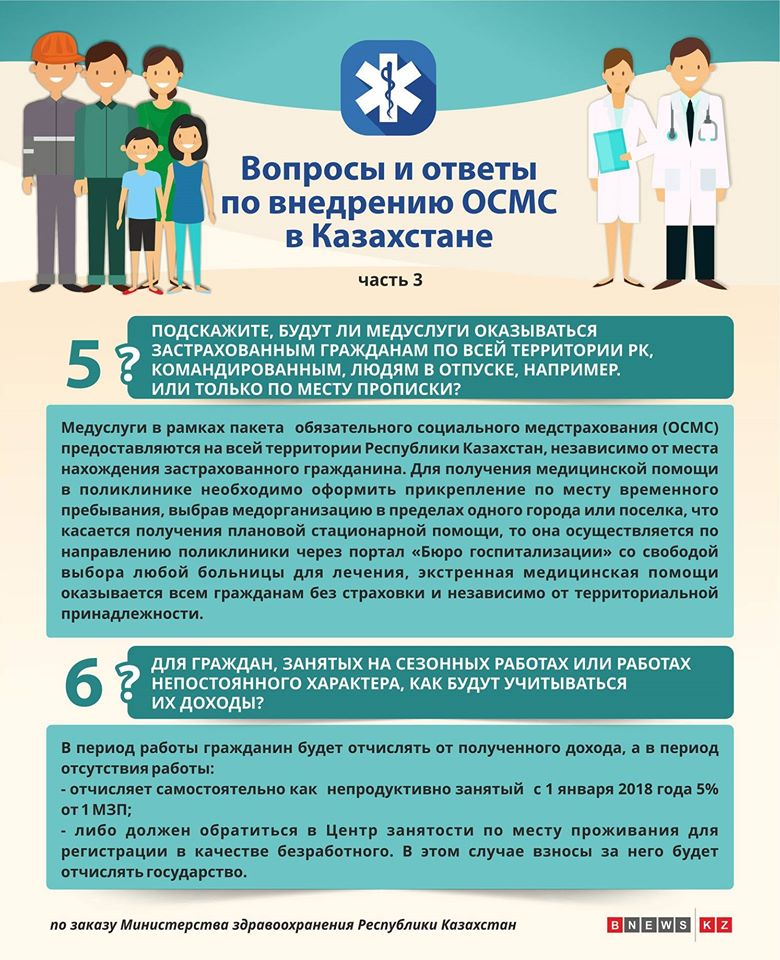 Вопросы и ответы
по внедрению ОСМС
в Казахстане
часть 3
5 ? ПОДСКАЖИТЕ, БУДУТ ЛИ МЕДУСЛУГИ ОКАЗЫВАТЬСЯ
ЗАСТРАХОВАННЫМ ГРАЖДАНАМ ПО ВСЕЙ ТЕРРИТОРИИ РК,
КОМАНДИРОВАННЫМ, ЛЮДЯМ В ОТПУСКЕ, НАПРИМЕР.
ИЛИ ТОЛЬКО ПО МЕСТУ ПРОПИСКИ?
Медуслуги в рамках пакета обязательного социального медстрахования (ОСМС)
предоставляются на всей территории Республики Казахстан, независимо от места
нахождения застрахованного гражданина. Для получения медицинской помощи
в поликлинике необходимо оформить прикрепление по месту временного
пребывания, выбрав медорганизацию в пределах одного города или поселка, что
касается получения плановой стационарной помощи, то она осуществляется по
направлению поликлиники через портал «Бюро госпитализации» со свободой
выбора любой больницы для лечения, экстренная медицинская помощи
оказывается всем гражданам без страховки и независимо от территориальной
принадлежности.
6 ? ДЛЯ ГРАЖДАН, ЗАНЯТЫХ НА СЕЗОННЫХ РАБОТАХ ИЛИ РАБОТАХ
НЕПОСТОЯННОГО ХАРАКТЕРА, КАК БУДУТ УЧИТЫВАТЬСЯ
ИХ ДОХОДЫ?
В период работы гражданин будет отчислять от полученного дохода, а в период
отсутствия работы:
- отчисляет самостоятельно как непродуктивно занятый с 1 января 2018 года 5%
от 1 МЗП;
- либо должен обратиться в Центр занятости по месту проживания для
регистрации в качестве безработного. В этом случае взносы за него будет
отчислять государство.
по заказу Министерства здравоохранения Республики Казахстан
BNEWS KZ